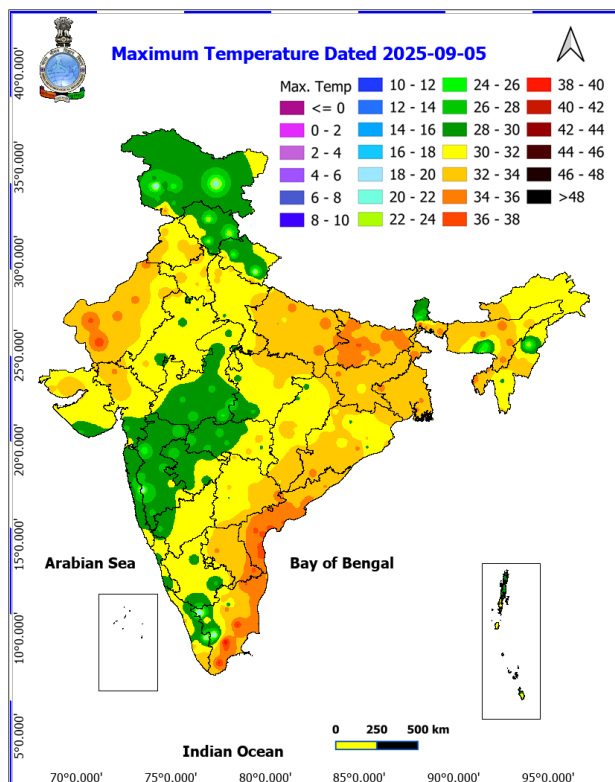 Maximum Temperature Dated 2025-09-05
Max. Temp
<= 0
0 - 2
2 - 4
4 - 6
6 - 8
8 - 10
10 - 12
12 - 14
14 - 16
16 - 18
18 - 20
20 - 22
22 - 24
24 - 26
26 - 28
28 - 30
30 - 32
32 - 34
34 - 36
36 - 38
38 - 40
40 - 42
42 - 44
44 - 46
46 - 48
>48
40°0.000'
35°0.000'
30°0.000'
25°0.000'
20°0.000'
15°0.000'
10°0.000'
5°0.000'
Arabian Sea
Bay of Bengal
0 250 500 km
Indian Ocean
70°0.000' 75°0.000' 80°0.000' 85°0.000' 90°0.000' 95°0.000'